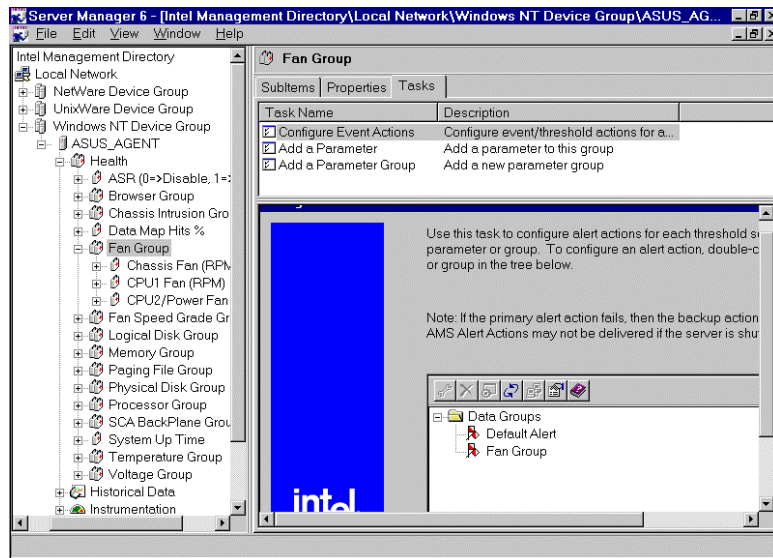 Server Manager 6 - [Intel Management Directory\Local Network\Windows NT Device Group\ASUS_AG...
File Edit View Window Help
Intel Management Directory
Local Network
NetWare Device Group
UnixWare Device Group
Windows NT Device Group
ASUS_AGENT
Health
ASR (0=>Disable, 1=>
Browser Group
Chassis Intrusion Gro
Data Map Hits %
Fan Group
Chassis Fan (RPM
CPU1 Fan (RPM)
CPU2/Power Fan
Fan Speed Grade Gr
Logical Disk Group
Memory Group
Paging File Group
Physical Disk Group
Processor Group
SCA BackPlane Grou
System Up Time
Temperature Group
Voltage Group
Historical Data
Instrumentation
Fan Group
SubItems Properties Tasks
Task Name Description
Configure Event Actions Configure event/threshold actions for a...
Add a Parameter Add a parameter to this group
Add a Parameter Group Add a new parameter group
Use this task to configure alert actions for each threshold s
parameter or group. To configure an alert action, double-c
or group in the tree below.
Note: If the primary alert action fails, then the backup action
AMS Alert Actions may not be delivered if the server is shu
Data Groups
Default Alert
Fan Group
intel